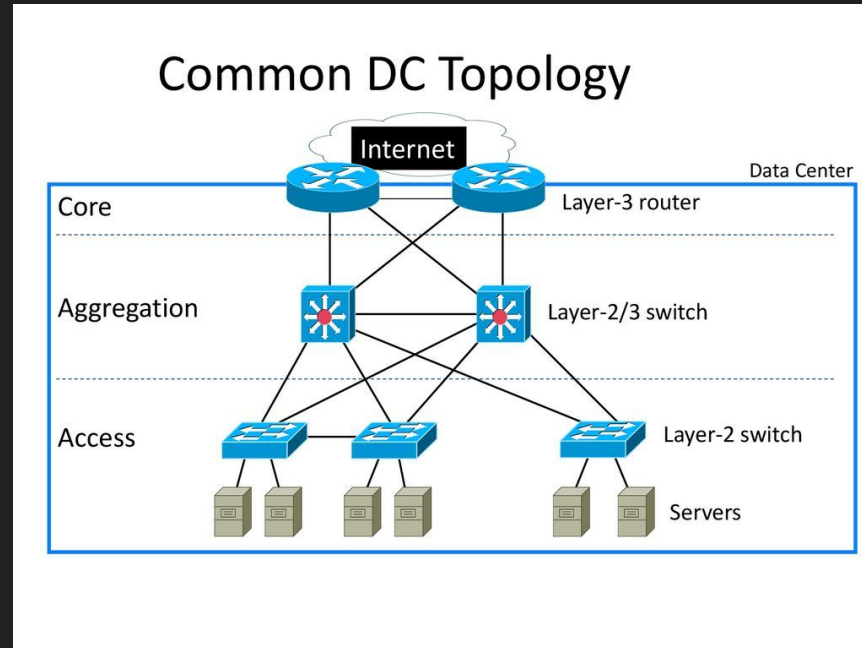 Common DC Topology
Internet
Data Center
Core
Layer-3 router
Aggregation
Layer-2/3 switch
Access
Layer-2 switch
Servers